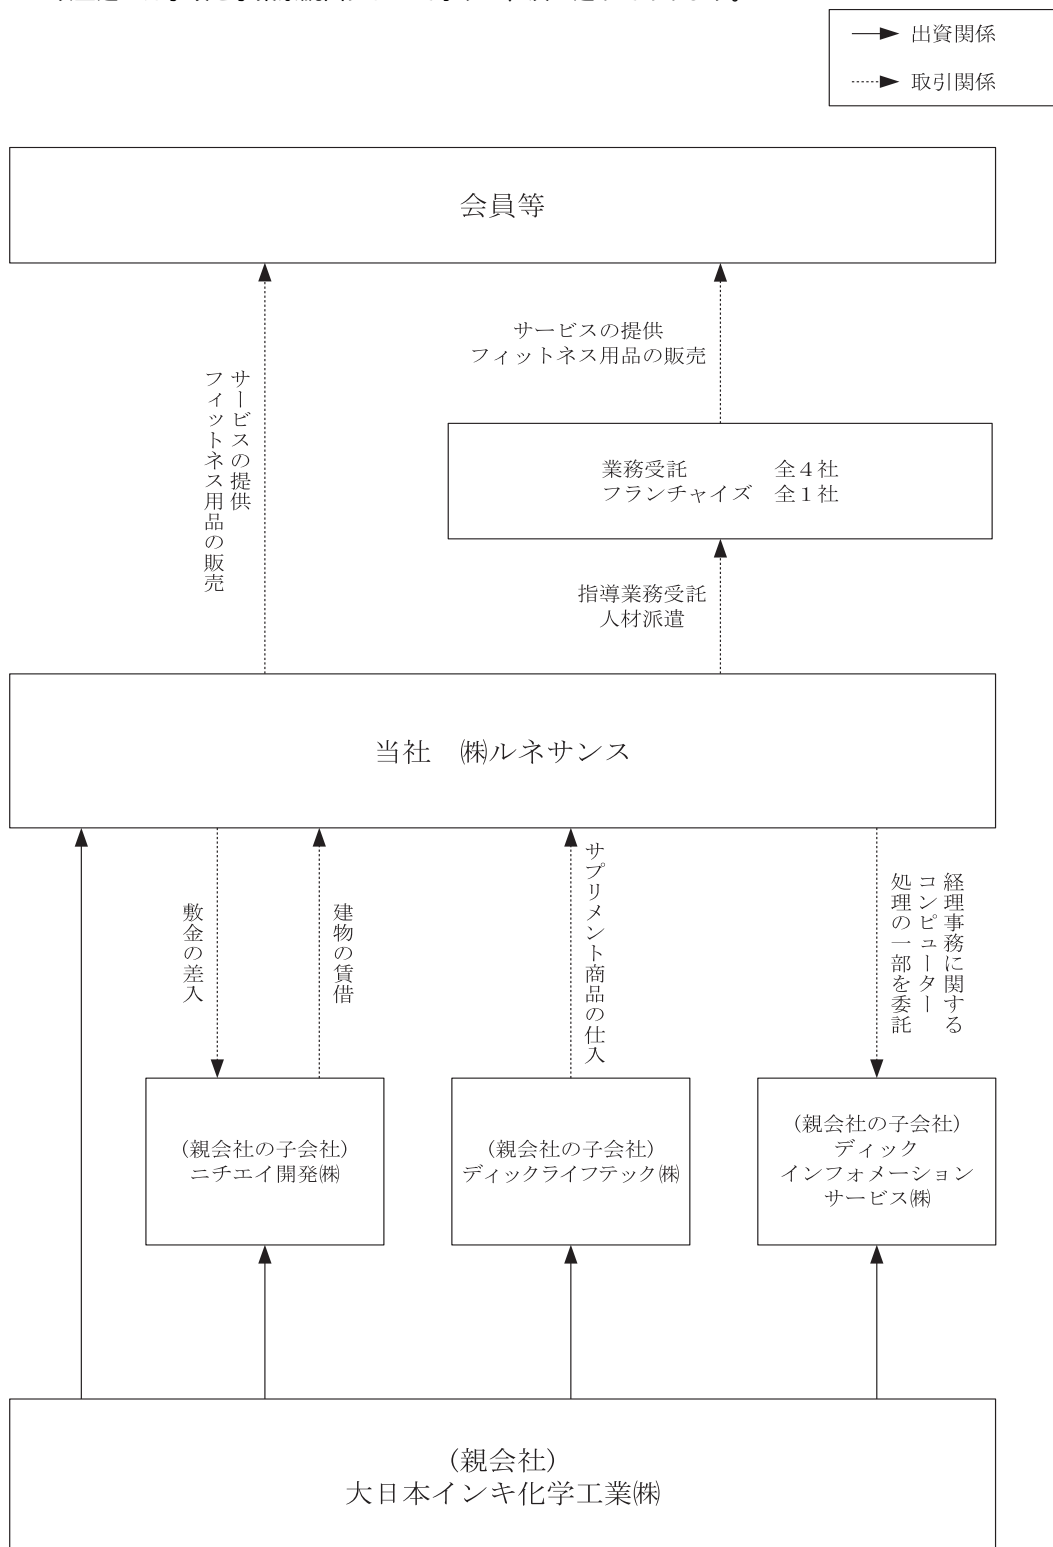 出資関係
取引関係
会員等
サービスの提供
フィットネス用品の販売
サービスの提供
フィットネス用品の販売
業務受託　　　　全４社
フランチャイズ　全１社
指導業務受託
人材派遣
当社　㈱ルネサンス
敷金の差入
建物の賃借
サプリメント商品の仕入
経理事務に関する
コンピューター
処理の一部を委託
(親会社の子会社)
ニチエイ開発㈱
(親会社の子会社)
ディックライフテック㈱
(親会社の子会社)
ディック
インフォメーション
サービス㈱
(親会社)
大日本インキ化学工業㈱